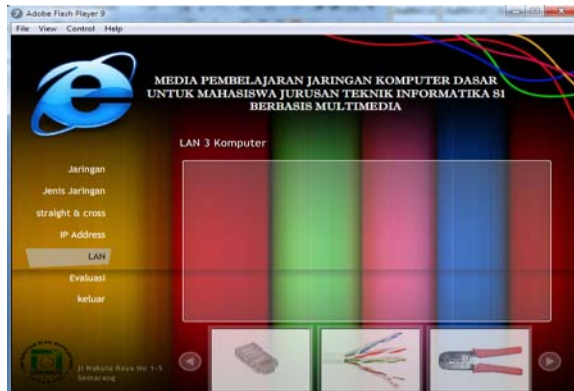 Adobe Flash Player 9
File View Control Help
MEDIA PEMBELAJARAN JARINGAN KOMPUTER DASAR
UNTUK MAHASISWA JURUSAN TEKNIK INFORMATIKA S1
BERBASIS MULTIMEDIA
LAN 3 Komputer
Jaringan
Jenis Jaringan
straight & cross
IP Address
LAN
Evaluasi
keluar
Jl Nakula Raya No 1-5
Semarang